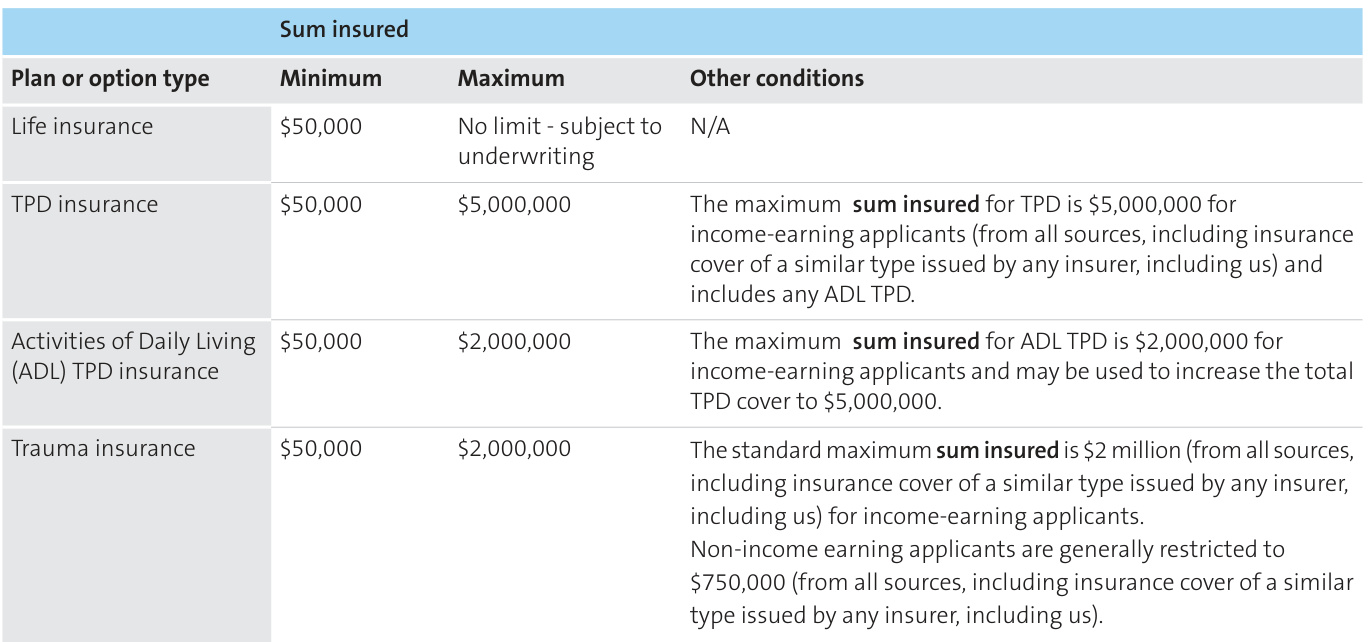 Sum insured
Plan or option type Minimum Maximum Other conditions
Life insurance $50,000 No limit - subject to N/A
underwriting
TPD insurance $50,000 $5,000,000 The maximum sum insured for TPD is $5,000,000 for
income-earning applicants (from all sources, including insurance
cover of a similar type issued by any insurer, including us) and
includes any ADL TPD.
Activities of Daily Living $50,000 $2,000,000 The maximum sum insured for ADL TPD is $2,000,000 for
(ADL) TPD insurance income-earning applicants and may be used to increase the total
TPD cover to $5,000,000.
Trauma insurance $50,000 $2,000,000 The standard maximum sum insured is $2 million (from all sources,
including insurance cover of a similar type issued by any insurer,
including us) for income-earning applicants.
Non-income earning applicants are generally restricted to
$750,000 (from all sources, including insurance cover of a similar
type issued by any insurer, including us).